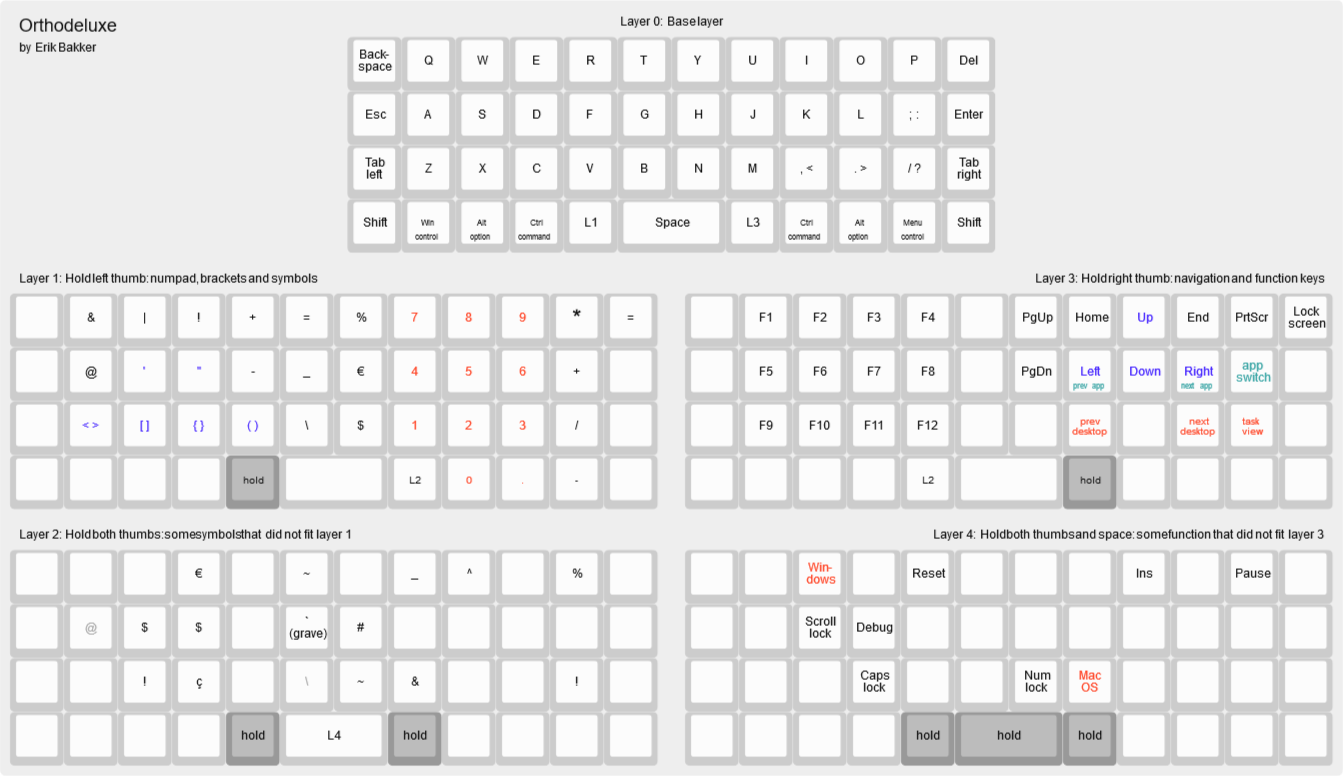 Orthodeluxe
by Erik Bakker
Layer 0: Base layer
Back-
space Q W E R T Y U I O P Del
Esc A S D F G H J K L ; : Enter
Tab
left Z X C V B N M , < . > / ? Tab
right
Shift Win
control Alt
option Ctrl
command L1 Space L3 Ctrl
command Alt
option Menu
control Shift
Layer 1: Hold left thumb: numpad, brackets and symbols
& | ! + = % 7 8 9 * =
@ ' " - _ € 4 5 6 +
< > [ ] { } ( ) \ $ 1 2 3 /
hold L2 0 . -
Layer 3: Hold right thumb: navigation and function keys
F1 F2 F3 F4 PgUp Home Up End PrtScr Lock
screen
F5 F6 F7 F8 PgDn Left
prev app Down Right
next app app
switch
F9 F10 F11 F12 prev
desktop next
desktop task
view
L2 hold
Layer 2: Hold both thumbs: some symbols that did not fit layer 1
€ ~ _ ^ %
@ $ $ `
(grave) #
! ç \ ~ & !
hold L4 hold
Layer 4: Hold both thumbs and space: some function that did not fit layer 3
Win-
dows Reset Ins Pause
Scroll
lock Debug
Caps
lock Num
lock Mac
OS
hold hold hold